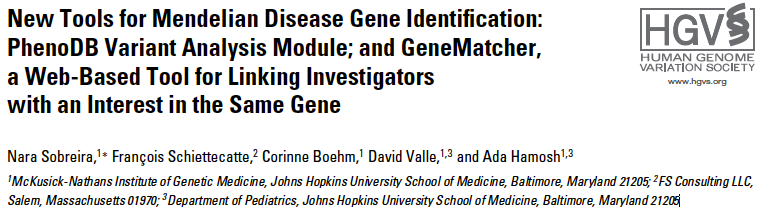 New Tools for Mendelian Disease Gene Identification:
PhenoDB Variant Analysis Module; and GeneMatcher,
a Web-Based Tool for Linking Investigators
with an Interest in the Same Gene
HGVS
HUMAN GENOME
VARIATION SOCIETY
www.hgvs.org
Nara Sobreira,1* François Schiettecatte,2 Corinne Boehm,1 David Valle,1,3 and Ada Hamosh1,3
1McKusick-Nathans Institute of Genetic Medicine, Johns Hopkins University School of Medicine, Baltimore, Maryland 21205; 2FS Consulting LLC,
Salem, Massachusetts 01970; 3Department of Pediatrics, Johns Hopkins University School of Medicine, Baltimore, Maryland 21205